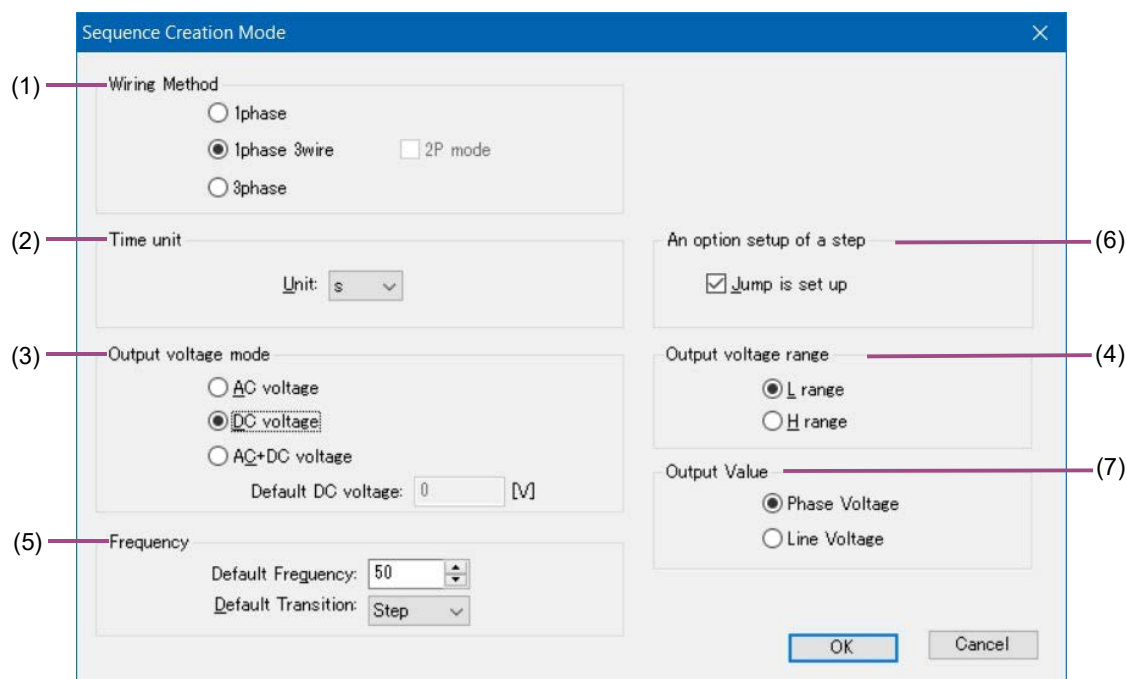 Sequence Creation Mode
(1)
Wiring Method
1phase
1phase 3wire
2P mode
3phase
(2)
Time unit
Unit: s
(6)
An option setup of a step
Jump is set up
(3)
Output voltage mode
AC voltage
DC voltage
AC+DC voltage
Default DC voltage: 0 [V]
(4)
Output voltage range
L range
H range
(7)
Output Value
Phase Voltage
Line Voltage
(5)
Frequency
Default Frequency: 50
Default Transition: Step
OK
Cancel